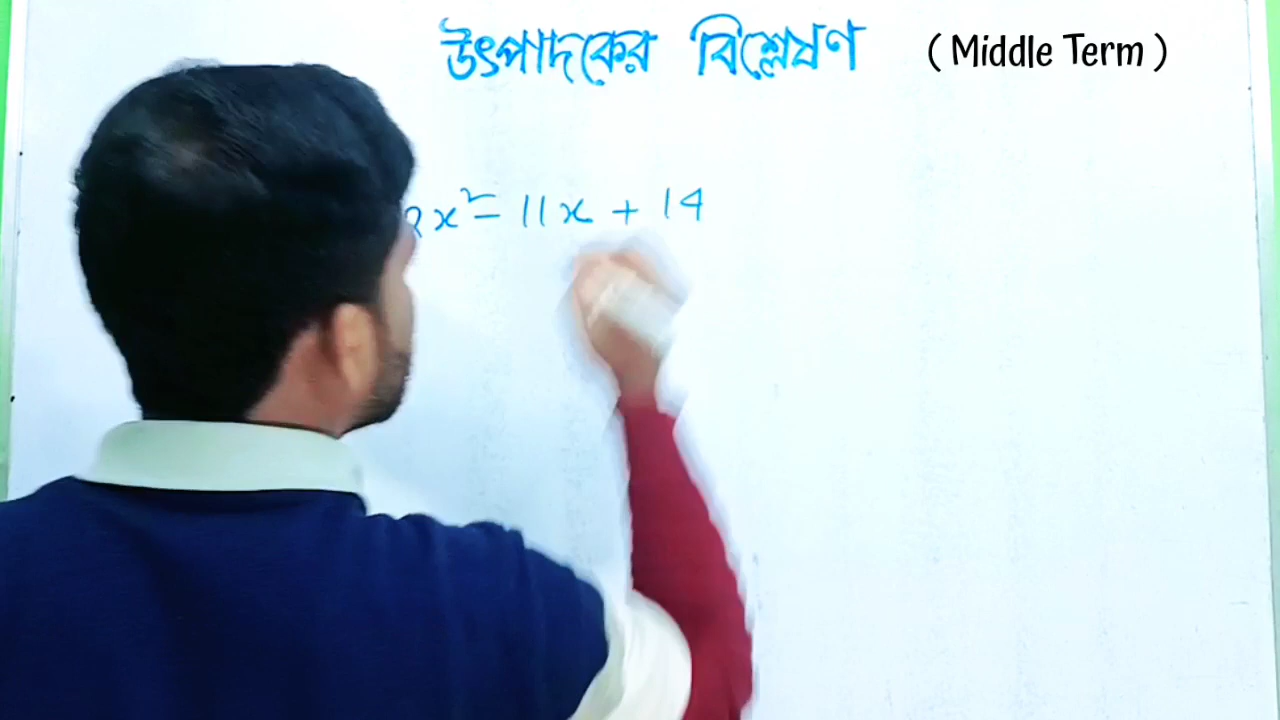 উৎপাদকের বিশ্লেষণ (Middle Term)
x² - 11x + 14